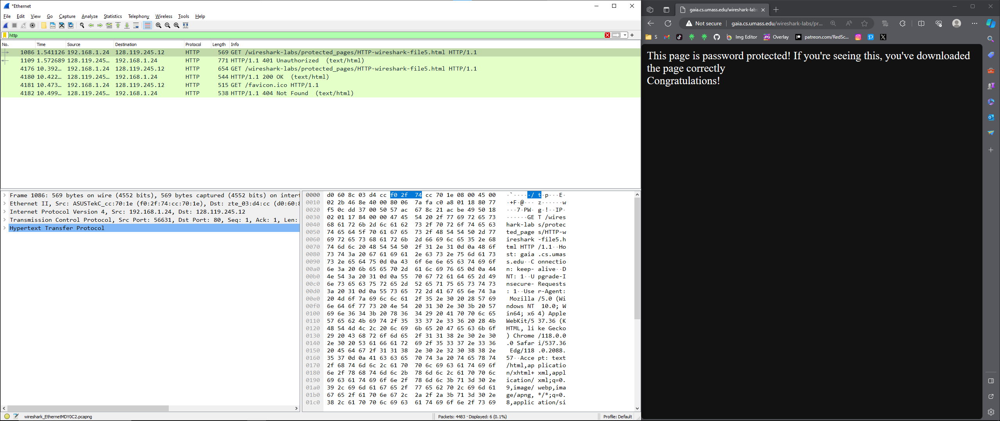 *Ethernet
File Edit View Go Capture Analyze Statistics Telephony Wireless Tools Help
http
No. Time Source Destination Protocol Length Info
1086 1.541126 192.168.1.24 128.119.245.12 HTTP 569 GET /wireshark-labs/protected_pages/HTTP-wireshark-file5.html HTTP/1.1
1109 1.572689 128.119.245… 192.168.1.24 HTTP 771 HTTP/1.1 401 Unauthorized (text/html)
4176 10.392… 192.168.1.24 128.119.245.12 HTTP 654 GET /wireshark-labs/protected_pages/HTTP-wireshark-file5.html HTTP/1.1
4180 10.422… 128.119.245… 192.168.1.24 HTTP 544 HTTP/1.1 200 OK (text/html)
4181 10.473… 192.168.1.24 128.119.245.12 HTTP 515 GET /favicon.ico HTTP/1.1
4182 10.499… 128.119.245… 192.168.1.24 HTTP 538 HTTP/1.1 404 Not Found (text/html)
Frame 1086: 569 bytes on wire (4552 bits), 569 bytes captured (4552 bits) on interf
Ethernet II, Src: ASUSTekC_cc:70:1e (f0:2f:74:cc:70:1e), Dst: zte_03:d4:cc (d0:60:8
Internet Protocol Version 4, Src: 192.168.1.24, Dst: 128.119.245.12
Transmission Control Protocol, Src Port: 56631, Dst Port: 80, Seq: 1, Ack: 1, Len:
Hypertext Transfer Protocol
0000 d0 60 8c 03 d4 cc f0 2f 74 cc 70 1e 08 00 45 00 ·`·····/ t·p···E·
0010 02 2b 46 8e 40 00 80 06 7a fa c0 a8 01 18 80 77 ·+F·@··· z······w
0020 f5 0c dd 37 00 50 57 ac 67 8c 21 ac be 49 50 18 ···7·PW· g·!··IP·
0030 02 01 17 84 00 00 47 45 54 20 2f 77 69 72 65 73 ······GE T /wires
0040 68 61 72 6b 2d 6c 61 62 73 2f 70 72 6f 74 65 63 hark-lab s/protec
0050 74 65 64 5f 70 61 67 65 73 2f 48 54 54 50 2d 77 ted_page s/HTTP-w
0060 69 72 65 73 68 61 72 6b 2d 66 69 6c 65 35 2e 68 ireshark -file5.h
0070 74 6d 6c 20 48 54 54 50 2f 31 2e 31 0d 0a 48 6f tml HTTP /1.1··Ho
0080 73 74 3a 20 67 61 69 61 2e 63 73 2e 75 6d 61 73 st: gaia .cs.umas
0090 73 2e 65 64 75 0d 0a 43 6f 6e 6e 65 63 74 69 6f s.edu··C onnectio
00a0 6e 3a 20 6b 65 65 70 2d 61 6c 69 76 65 0d 0a 44 n: keep- alive··D
00b0 4e 54 3a 20 31 0d 0a 55 70 67 72 61 64 65 2d 49 NT: 1··U pgrade-I
00c0 6e 73 65 63 75 72 65 2d 52 65 71 75 65 73 74 73 nsecure- Requests
00d0 3a 20 31 0d 0a 55 73 65 72 2d 41 67 65 6e 74 3a : 1··Use r-Agent:
00e0 20 4d 6f 7a 69 6c 6c 61 2f 35 2e 30 20 28 57 69 Mozilla /5.0 (Wi
00f0 6e 64 6f 77 73 20 4e 54 20 31 30 2e 30 3b 20 57 ndows NT 10.0; W
0100 69 6e 36 34 3b 20 78 36 34 29 20 41 70 70 6c 65 in64; x6 4) Apple
0110 57 65 62 4b 69 74 2f 35 33 37 2e 33 36 20 28 4b WebKit/5 37.36 (K
0120 48 54 4d 4c 2c 20 6c 69 6b 65 20 47 65 63 6b 6f HTML, li ke Gecko
0130 29 20 43 68 72 6f 6d 65 2f 31 31 38 2e 30 2e 30 ) Chrome /118.0.0
0140 2e 30 20 53 61 66 61 72 69 2f 35 33 37 2e 33 36 .0 Safar i/537.36
0150 20 45 64 67 2f 31 31 38 2e 30 2e 32 30 38 38 2e Edg/118 .0.2088.
0160 35 37 0d 0a 41 63 63 65 70 74 3a 20 74 65 78 74 57··Acce pt: text
0170 2f 68 74 6d 6c 2c 61 70 70 6c 69 63 61 74 69 6f /html,ap plicatio
0180 6e 2f 78 68 74 6d 6c 2b 78 6d 6c 2c 61 70 70 6c n/xhtml+ xml,appl
0190 69 63 61 74 69 6f 6e 2f 78 6d 6c 3b 71 3d 30 2e ication/ xml;q=0.
01a0 39 2c 69 6d 61 67 65 2f 77 65 62 70 2c 69 6d 61 9,image/ webp,ima
01b0 67 65 2f 61 70 6e 67 2c 2a 2f 2a 3b 71 3d 30 2e ge/apng, */*;q=0.
01c0 38 2c 61 70 70 6c 69 63 61 74 69 6f 6e 2f 73 69 8,applic ation/si
wireshark_EthernetMDY0C2.pcapng
Packets: 4483 · Displayed: 6 (0.1%)
Profile: Default
gaia.cs.umass.edu/wireshark-labs
Not secure gaia.cs.umass.edu/wireshark-labs/pr...
S Img Editor JPG Overlay patreon.com/RedSc...
This page is password protected! If you're seeing this, you've downloaded
the page correctly
Congratulations!